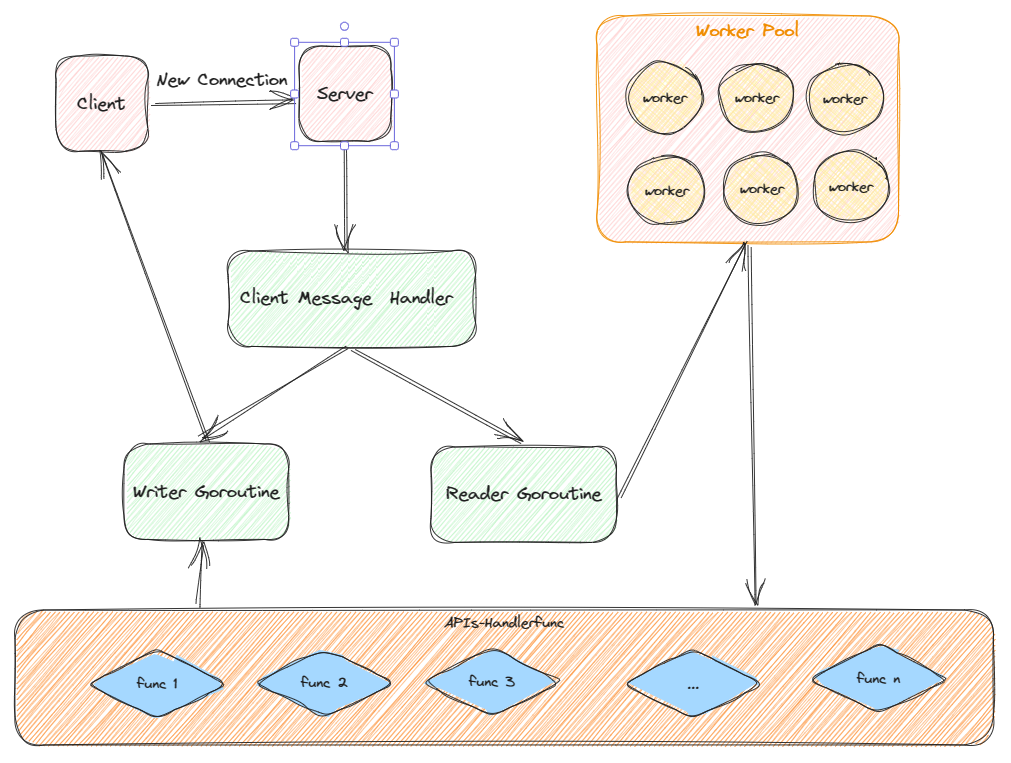 Worker Pool
New Connection
Client
Server
worker
worker
worker
worker
worker
worker
Client Message Handler
Writer Goroutine
Reader Goroutine
APIs-Handlerfunc
func 1
func 2
func 3
...
func n